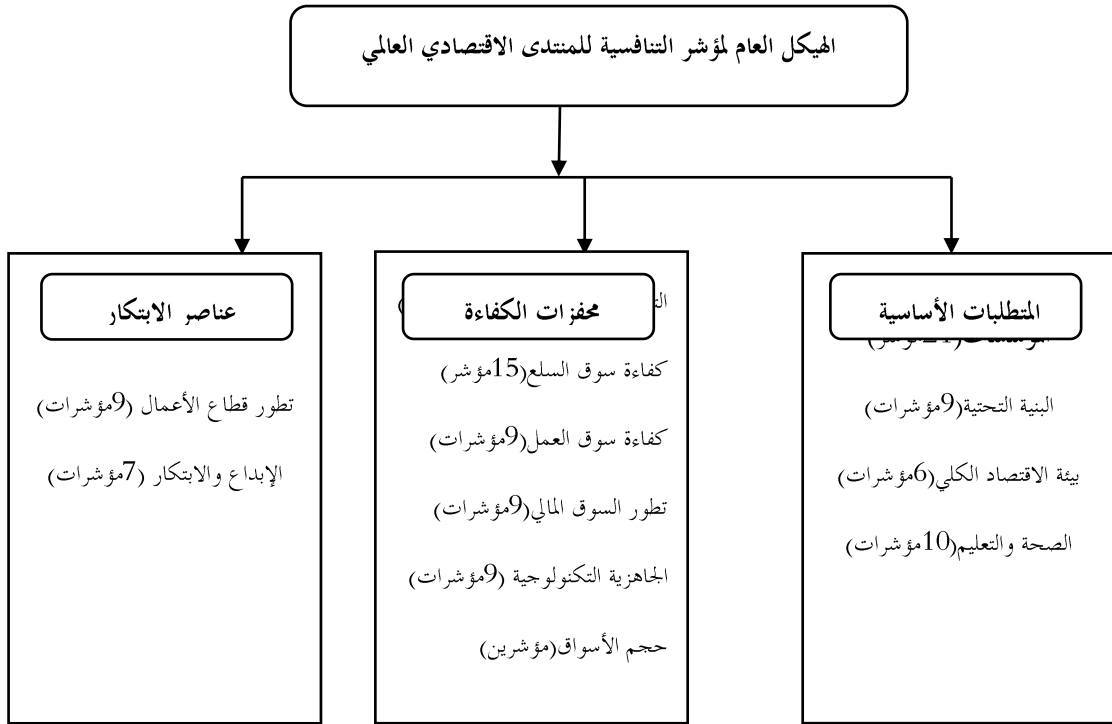 الهيكل العام لمؤشر التنافسية للمنتدى الاقتصادي العالمي
المتطلبات الأساسية
البنية التحتية(9مؤشرات)
بيئة الاقتصاد الكلي(6مؤشرات)
الصحة والتعليم(10مؤشرات)
محفزات الكفاءة
كفاءة سوق السلع(15مؤشر)
كفاءة سوق العمل(9مؤشرات)
تطور السوق المالي(9مؤشرات)
الجاهزية التكنولوجية (9مؤشرات)
حجم الأسواق(مؤشرين)
عناصر الابتكار
تطور قطاع الأعمال (9مؤشرات)
الإبداع والابتكار (7مؤشرات)